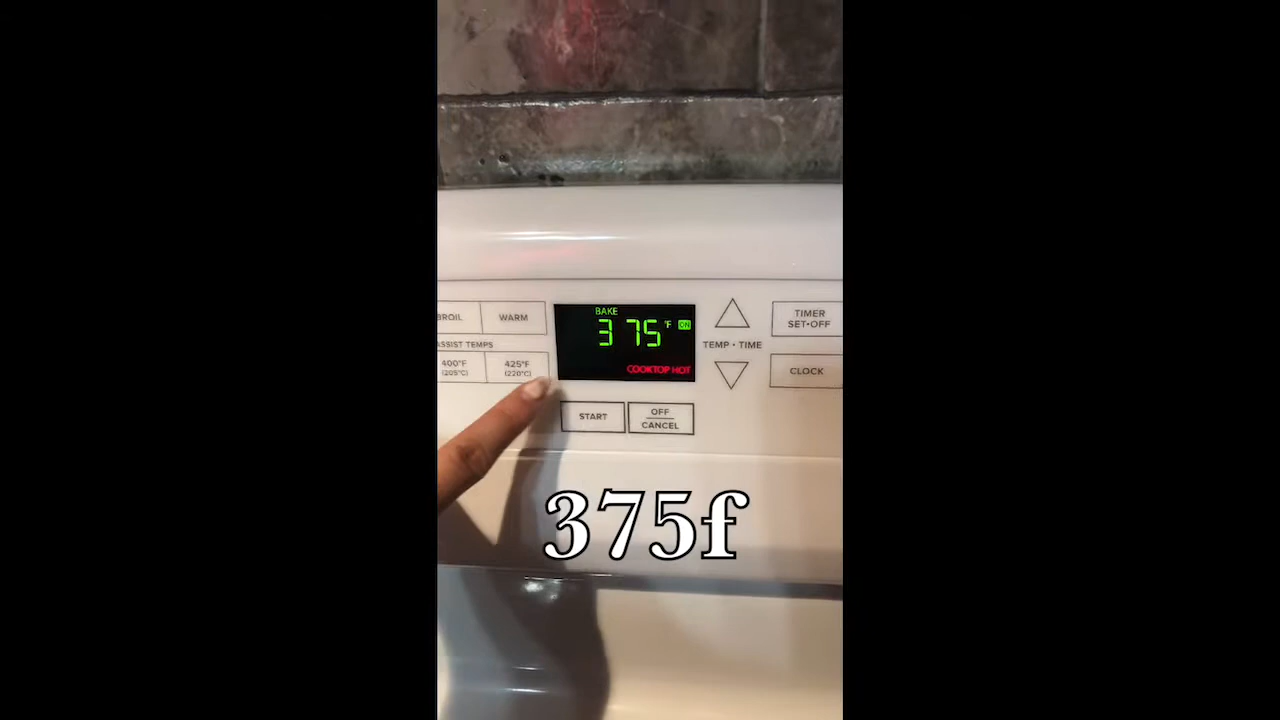 BROIL
WARM
ASSIST TEMPS
400°F
(205°C)
425°F
(220°C)
BAKE
375°F ON
COOKTOP HOT
TEMP • TIME
TIMER
SET•OFF
CLOCK
START
OFF
CANCEL
375f